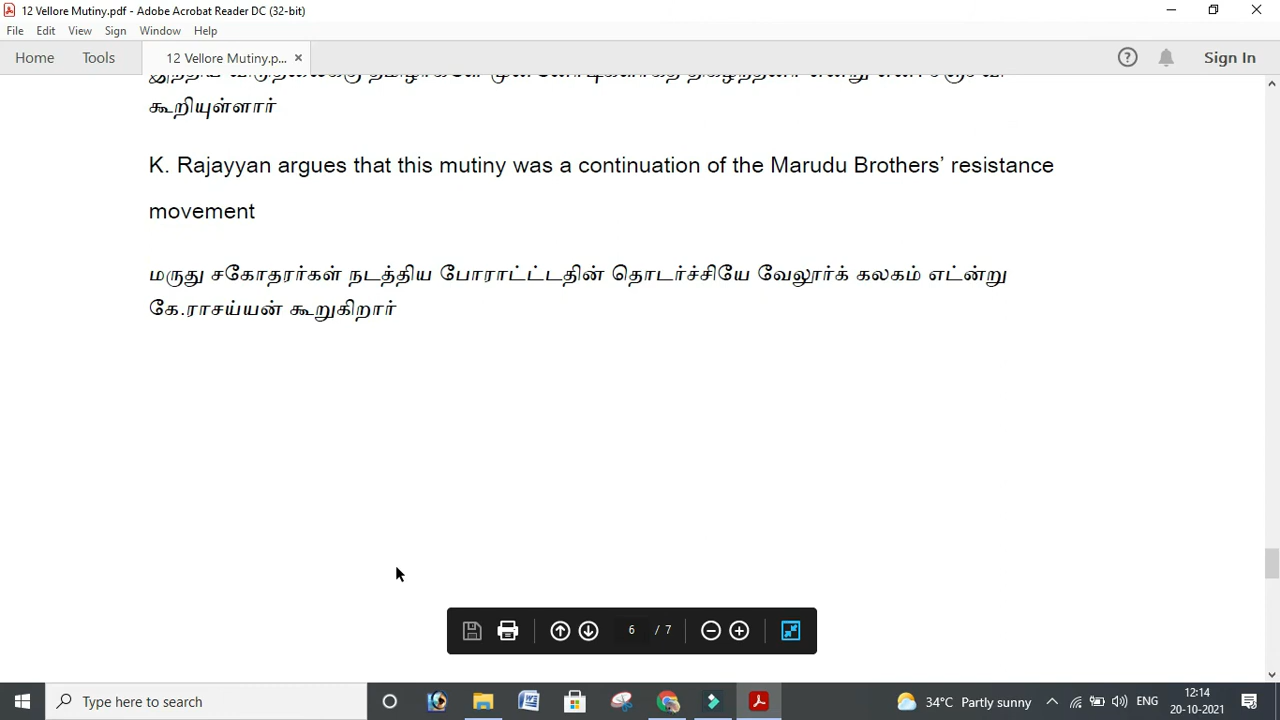 12 Vellore Mutiny.pdf - Adobe Acrobat Reader DC (32-bit)
File Edit View Sign Window Help
Home Tools 12 Vellore Mutiny.p... Sign In
கூறியுள்ளார்
K. Rajayyan argues that this mutiny was a continuation of the Marudu Brothers’ resistance
movement
மருது சகோதரர்கள் நடத்திய போராட்ட்டதின் தொடர்ச்சியே வேலூர்க் கலகம் எட்ன்று
கே.ராசய்யன் கூறுகிறார்
6 / 7
Type here to search 34°C Partly sunny ENG 12:14
20-10-2021